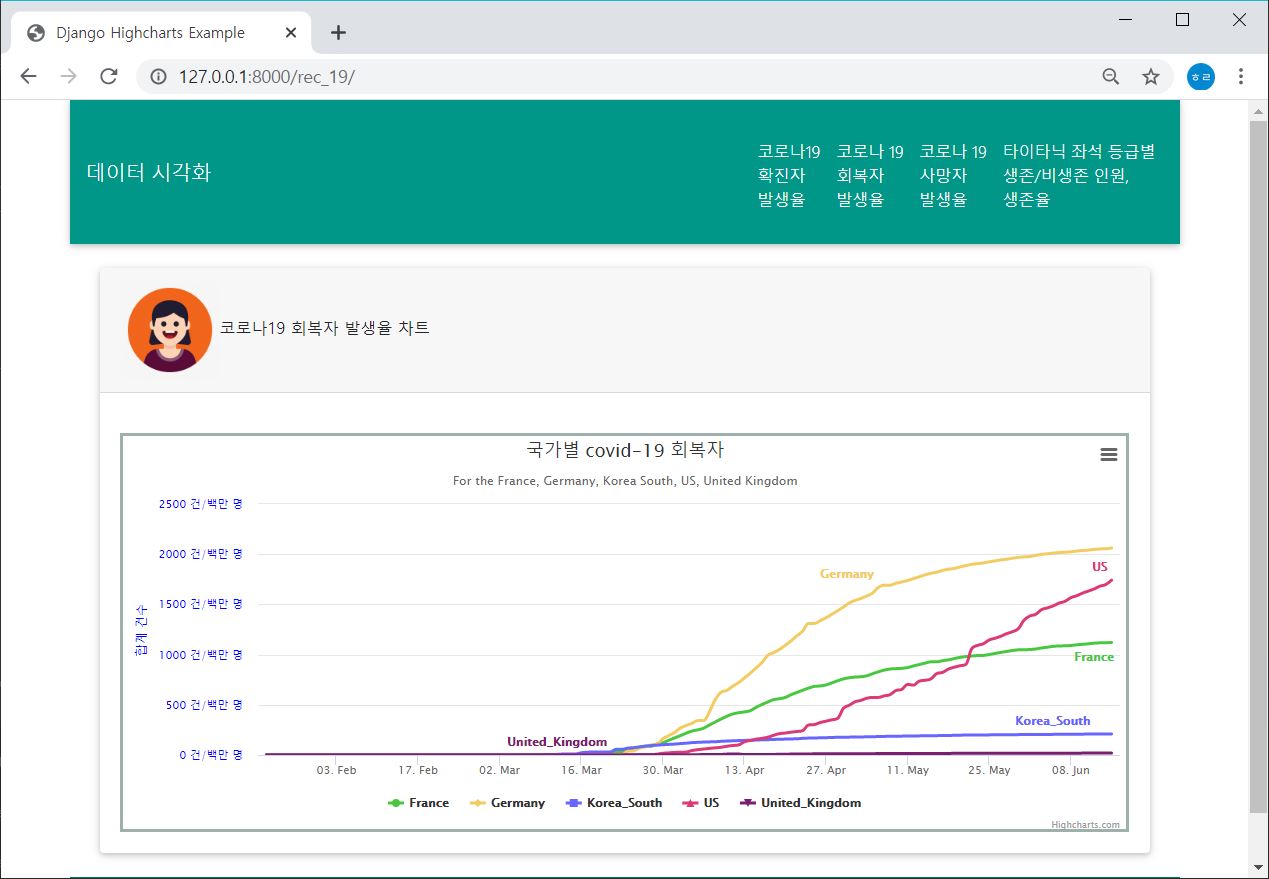 Django Highcharts Example
127.0.0.1:8000/rec_19/
ㅎㄹ
데이터 시각화
코로나19
확진자
발생율
코로나 19
회복자
발생율
코로나 19
사망자
발생율
타이타닉 좌석 등급별
생존/비생존 인원,
생존율
코로나19 회복자 발생율 차트
국가별 covid-19 회복자
For the France, Germany, Korea South, US, United Kingdom
합계 건수
2500 건/백만 명
2000 건/백만 명
1500 건/백만 명
1000 건/백만 명
500 건/백만 명
0 건/백만 명
Germany
US
France
Korea_South
United_Kingdom
03. Feb 17. Feb 02. Mar 16. Mar 30. Mar 13. Apr 27. Apr 11. May 25. May 08. Jun
France Germany Korea_South US United_Kingdom
Highcharts.com